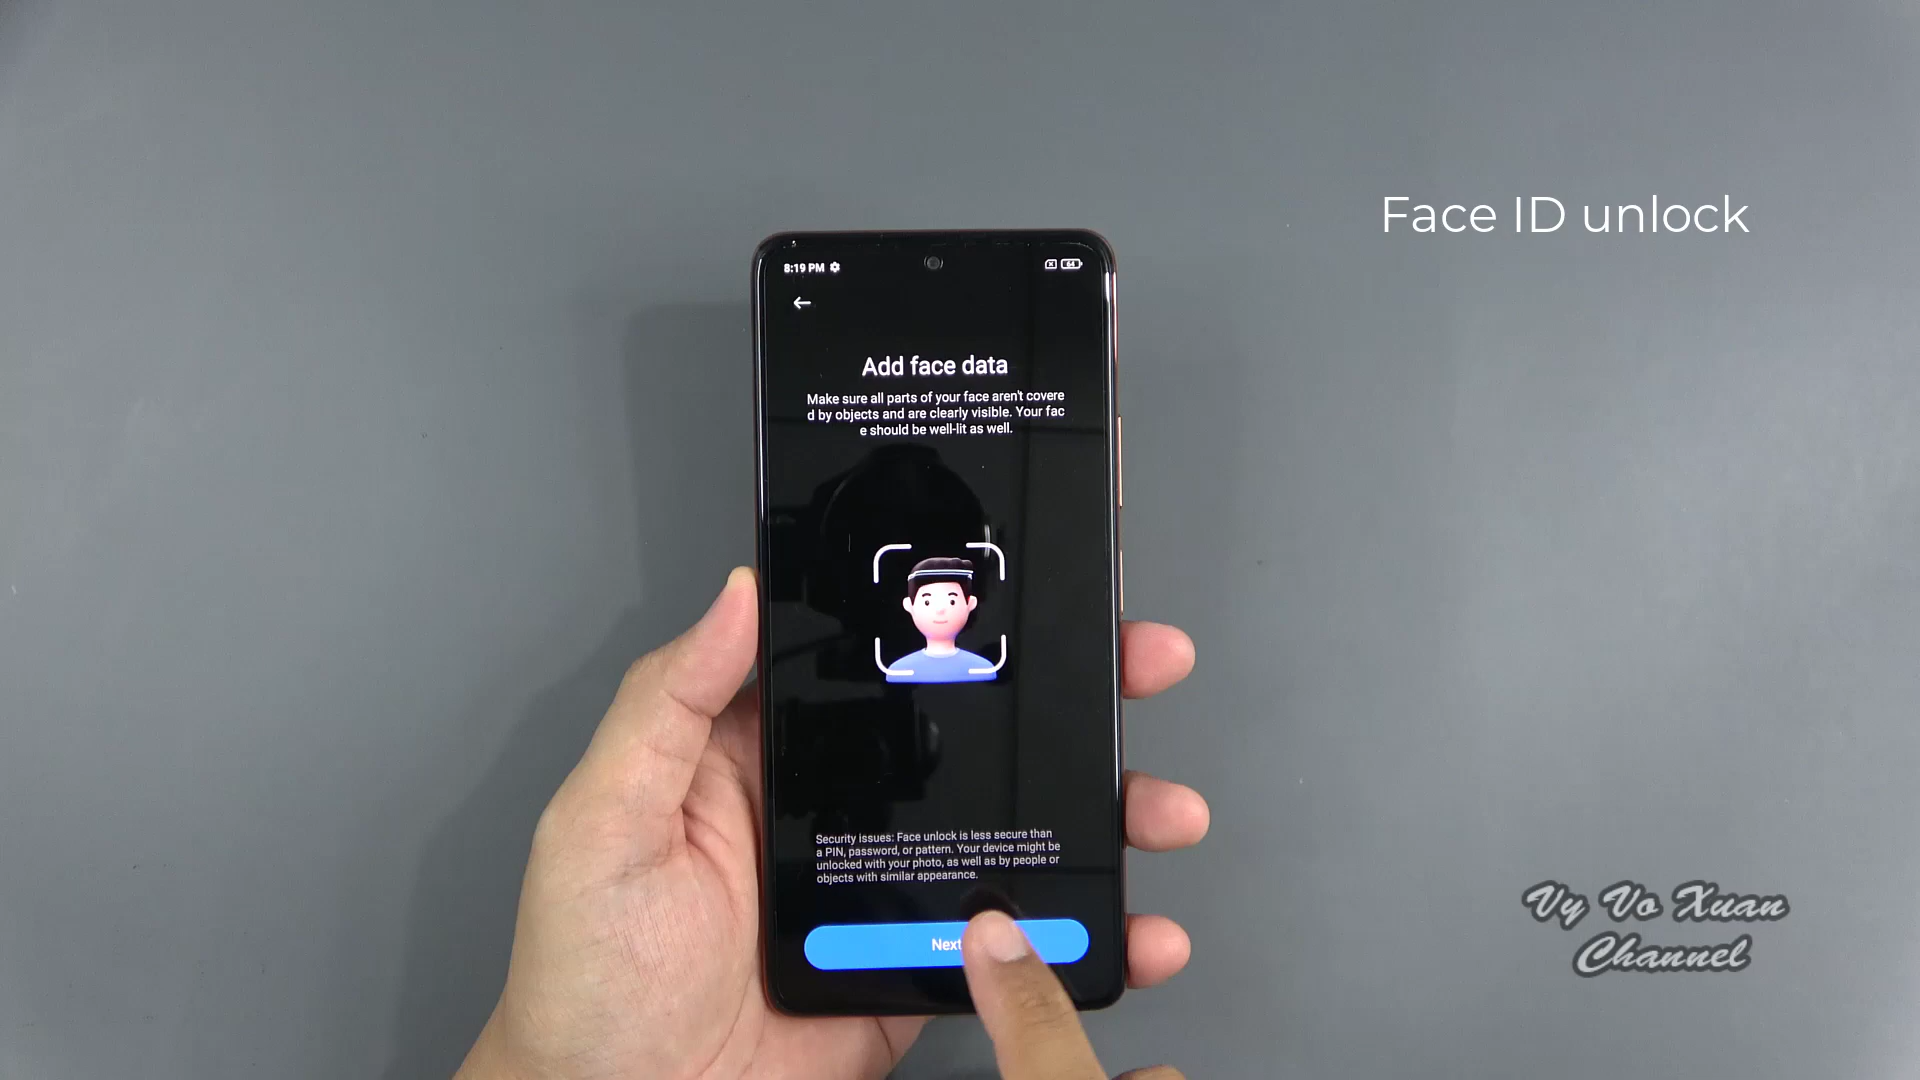 Face ID unlock
8:19 PM
64
Add face data
Make sure all parts of your face aren't covere
d by objects and are clearly visible. Your fac
e should be well-lit as well.
Security issues: Face unlock is less secure than
a PIN, password, or pattern. Your device might be
unlocked with your photo, as well as by people or
objects with similar appearance.
Next
Vy Vo Xuan
Channel